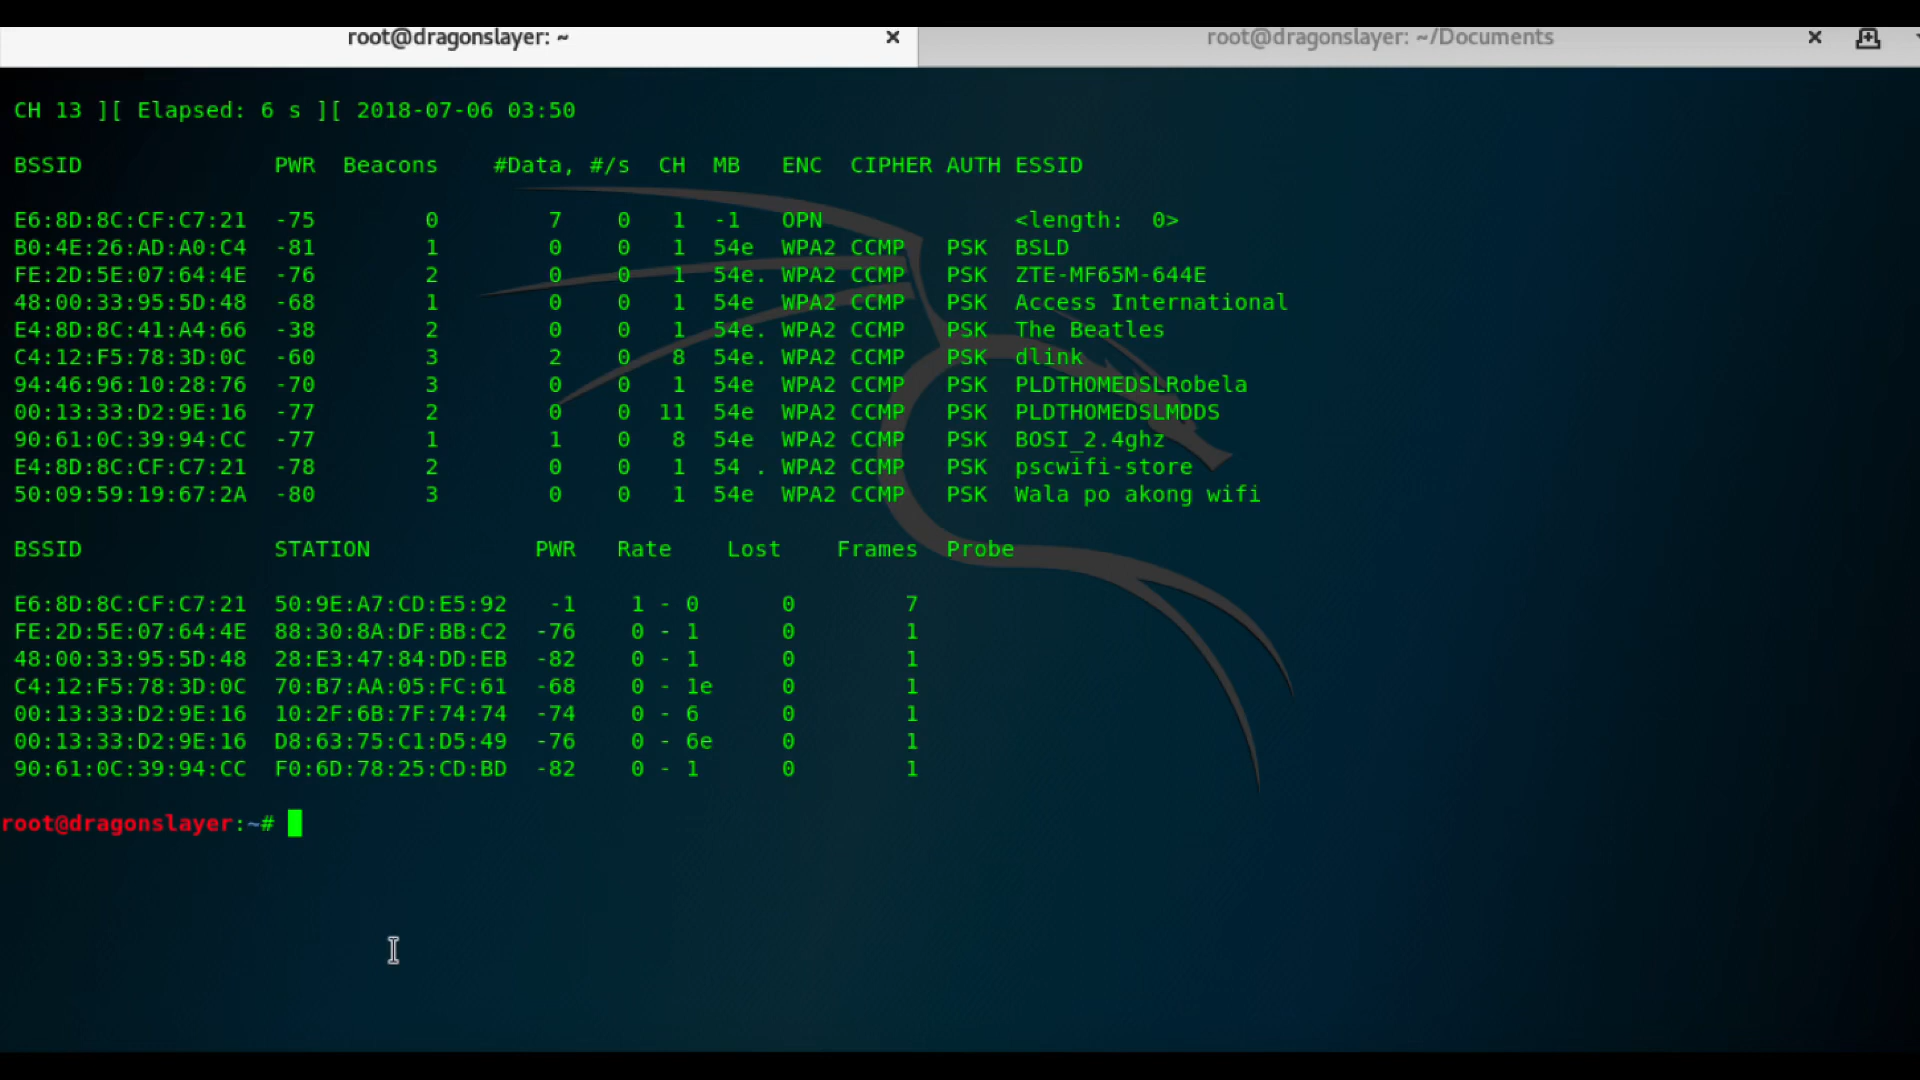 root@dragonslayer: ~ × root@dragonslayer: ~/Documents ×
CH 13 ][ Elapsed: 6 s ][ 2018-07-06 03:50
BSSID PWR Beacons #Data, #/s CH MB ENC CIPHER AUTH ESSID
E6:8D:8C:CF:C7:21 -75 0 7 0 1 -1 OPN <length: 0>
B0:4E:26:AD:A0:C4 -81 1 0 0 1 54e WPA2 CCMP PSK BSLD
FE:2D:5E:07:64:4E -76 2 0 0 1 54e. WPA2 CCMP PSK ZTE-MF65M-644E
48:00:33:95:5D:48 -68 1 0 0 1 54e WPA2 CCMP PSK Access International
E4:8D:8C:41:A4:66 -38 2 0 0 1 54e. WPA2 CCMP PSK The Beatles
C4:12:F5:78:3D:0C -60 3 2 0 8 54e. WPA2 CCMP PSK dlink
94:46:96:10:28:76 -70 3 0 0 1 54e WPA2 CCMP PSK PLDTHOMEDSLRobela
00:13:33:D2:9E:16 -77 2 0 0 11 54e WPA2 CCMP PSK PLDTHOMEDSLMDDS
90:61:0C:39:94:CC -77 1 1 0 8 54e WPA2 CCMP PSK BOSI_2.4ghz
E4:8D:8C:CF:C7:21 -78 2 0 0 1 54 . WPA2 CCMP PSK pscwifi-store
50:09:59:19:67:2A -80 3 0 0 1 54e WPA2 CCMP PSK Wala po akong wifi
BSSID STATION PWR Rate Lost Frames Probe
E6:8D:8C:CF:C7:21 50:9E:A7:CD:E5:92 -1 1 - 0 0 7
FE:2D:5E:07:64:4E 88:30:8A:DF:BB:C2 -76 0 - 1 0 1
48:00:33:95:5D:48 28:E3:47:84:DD:EB -82 0 - 1 0 1
C4:12:F5:78:3D:0C 70:B7:AA:05:FC:61 -68 0 - 1e 0 1
00:13:33:D2:9E:16 10:2F:6B:7F:74:74 -74 0 - 6 0 1
00:13:33:D2:9E:16 D8:63:75:C1:D5:49 -76 0 - 6e 0 1
90:61:0C:39:94:CC F0:6D:78:25:CD:BD -82 0 - 1 0 1
root@dragonslayer:~#